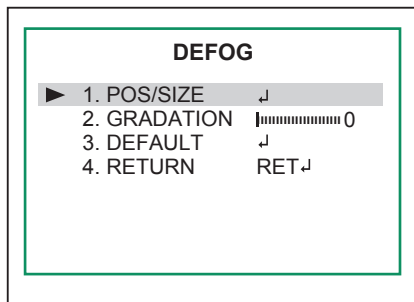 DEFOG
► 1. POS/SIZE ↲
2. GRADATION 0
3. DEFAULT ↲
4. RETURN RET↲